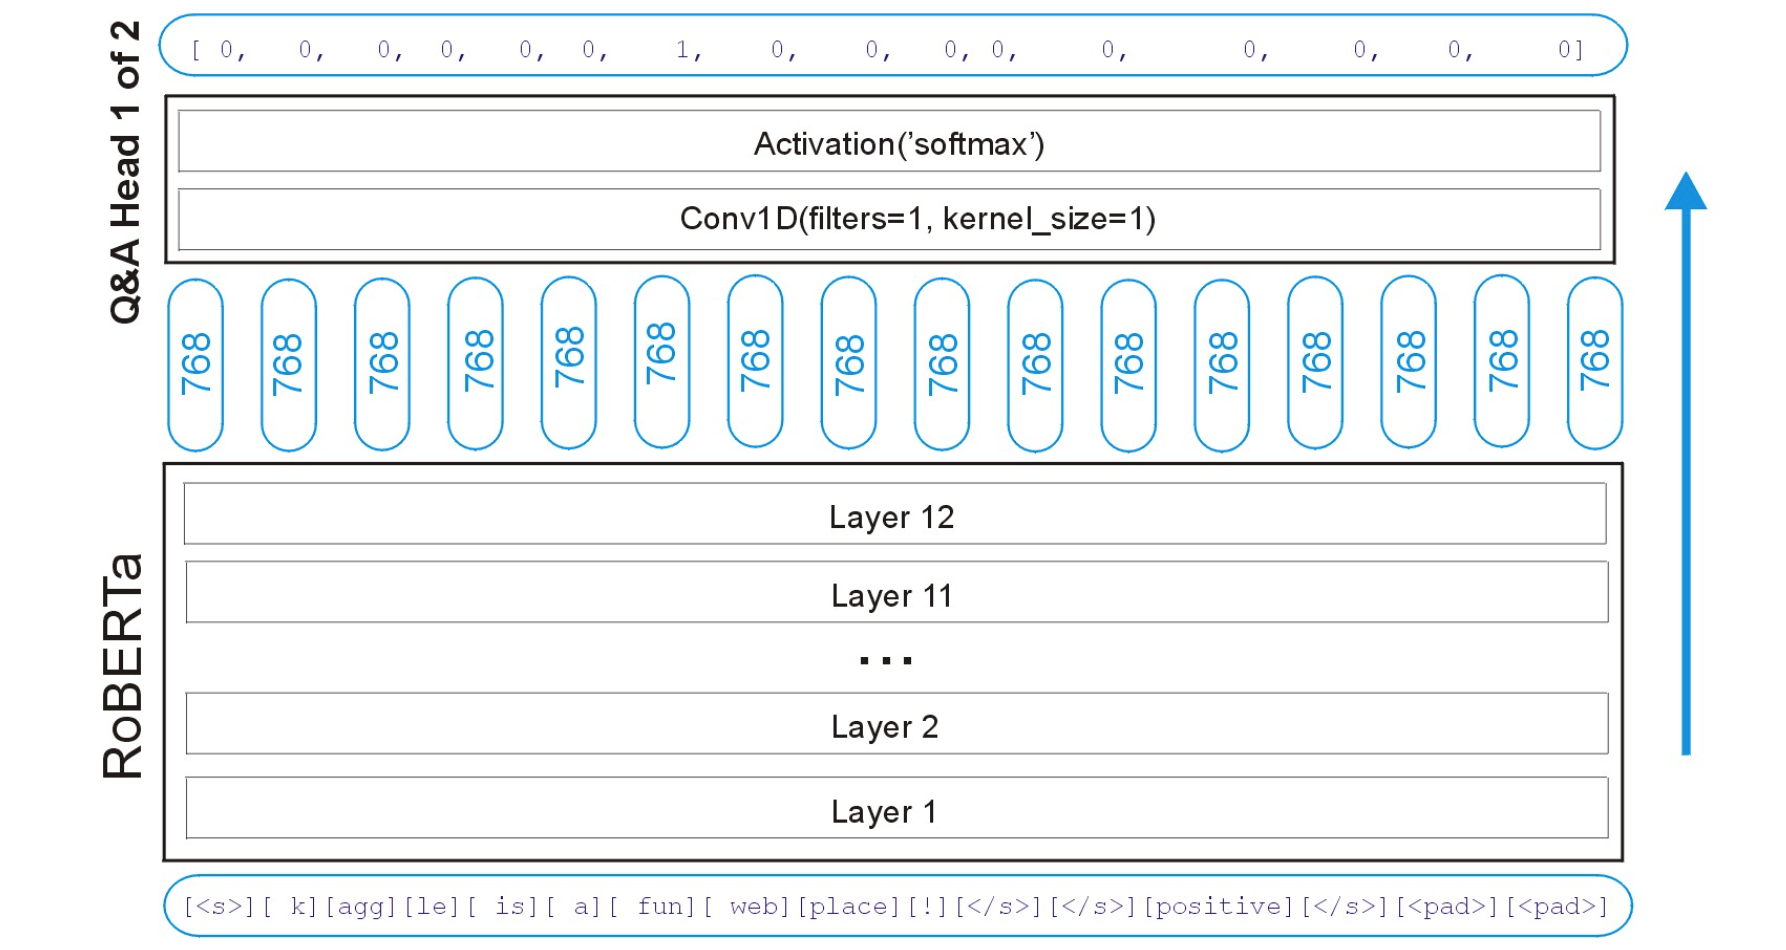 Q&A Head 1 of 2
[ 0, 0, 0, 0, 0, 0, 1, 0, 0, 0, 0, 0, 0, 0, 0, 0]
Activation('softmax')
Conv1D(filters=1, kernel_size=1)
768 768 768 768 768 768 768 768 768 768 768 768 768 768 768 768
RoBERTa
Layer 12
Layer 11
...
Layer 2
Layer 1
[<s>][ k][agg][le][ is][ a][ fun][ web][place][!][</s>][</s>][positive][</s>][<pad>][<pad>]